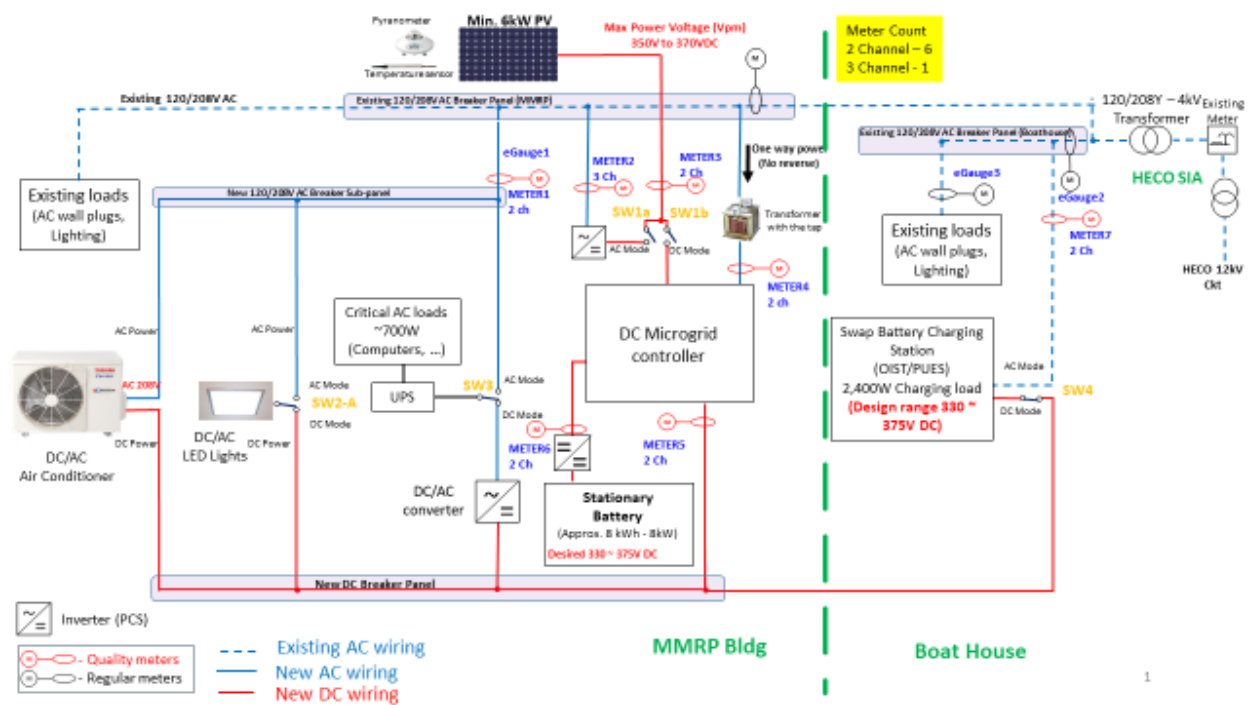 Pyranometer
Min. 6kW PV
Temperature sensor
Max Power Voltage (Vpm)
350V to 370VDC
M
Meter Count
2 Channel – 6
3 Channel - 1
Existing 120/208V AC
Existing 120/208V AC Breaker Panel (MMRP)
120/208Y – 4kV
Transformer
Existing
Meter
Existing 120/208V AC Breaker Panel (Boathouse)
HECO SIA
HECO 12kV
Ckt
eGauge1
M
METER1
2 ch
METER2
3 Ch
M
METER3
2 Ch
M
One way power
(No reverse)
Transformer
with the tap
eGauge3
M
M
eGauge2
M
METER7
2 Ch
Existing loads
(AC wall plugs,
Lighting)
New 120/208V AC Breaker Sub-panel
SW1a
SW1b
AC Mode
DC Mode
M
METER4
2 ch
Existing loads
(AC wall plugs,
Lighting)
AC Power
AC Power
Critical AC loads
~700W
(Computers, ...)
UPS
SW3
AC Mode
DC Mode
DC Microgrid
controller
Swap Battery Charging
Station
(OIST/PUES)
2,400W Charging load
(Design range 330 ~
375V DC)
AC Mode
SW4
DC Mode
AC 208V
DC Power
DC/AC
Air Conditioner
AC Mode
SW2-A
DC Mode
DC/AC
LED Lights
DC Power
M
METER6
2 Ch
M
METER5
2 Ch
DC/AC
converter
Stationary
Battery
(Approx. 8 kWh - 8kW)
Desired 330 ~ 375V DC
New DC Breaker Panel
Inverter (PCS)
M
- Quality meters
M
- Regular meters
Existing AC wiring
New AC wiring
New DC wiring
MMRP Bldg
Boat House
1